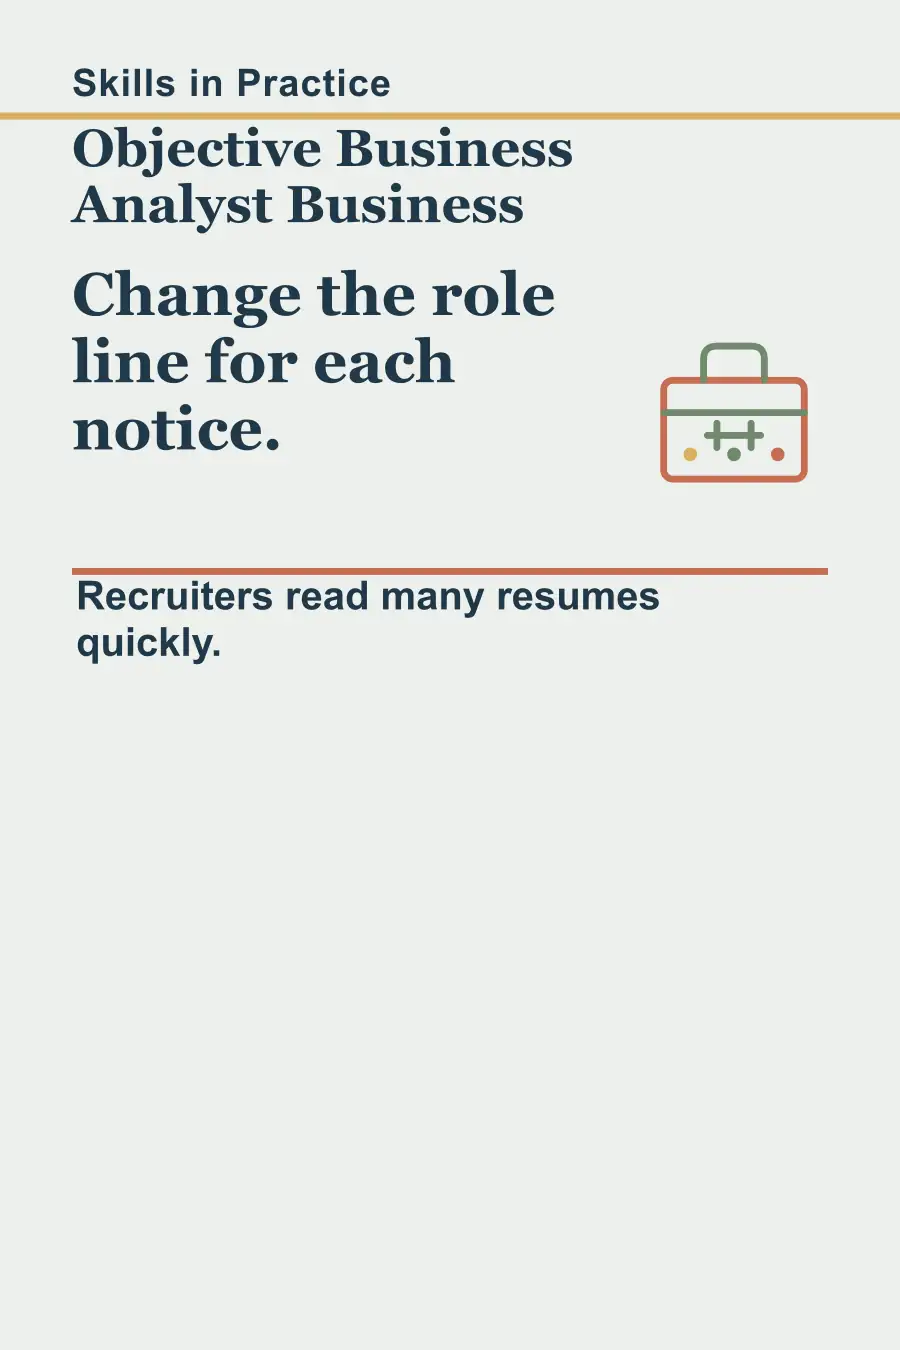 Skills in Practice
Objective Business
Analyst Business
Change the role
line for each
notice.
Recruiters read many resumes
quickly.